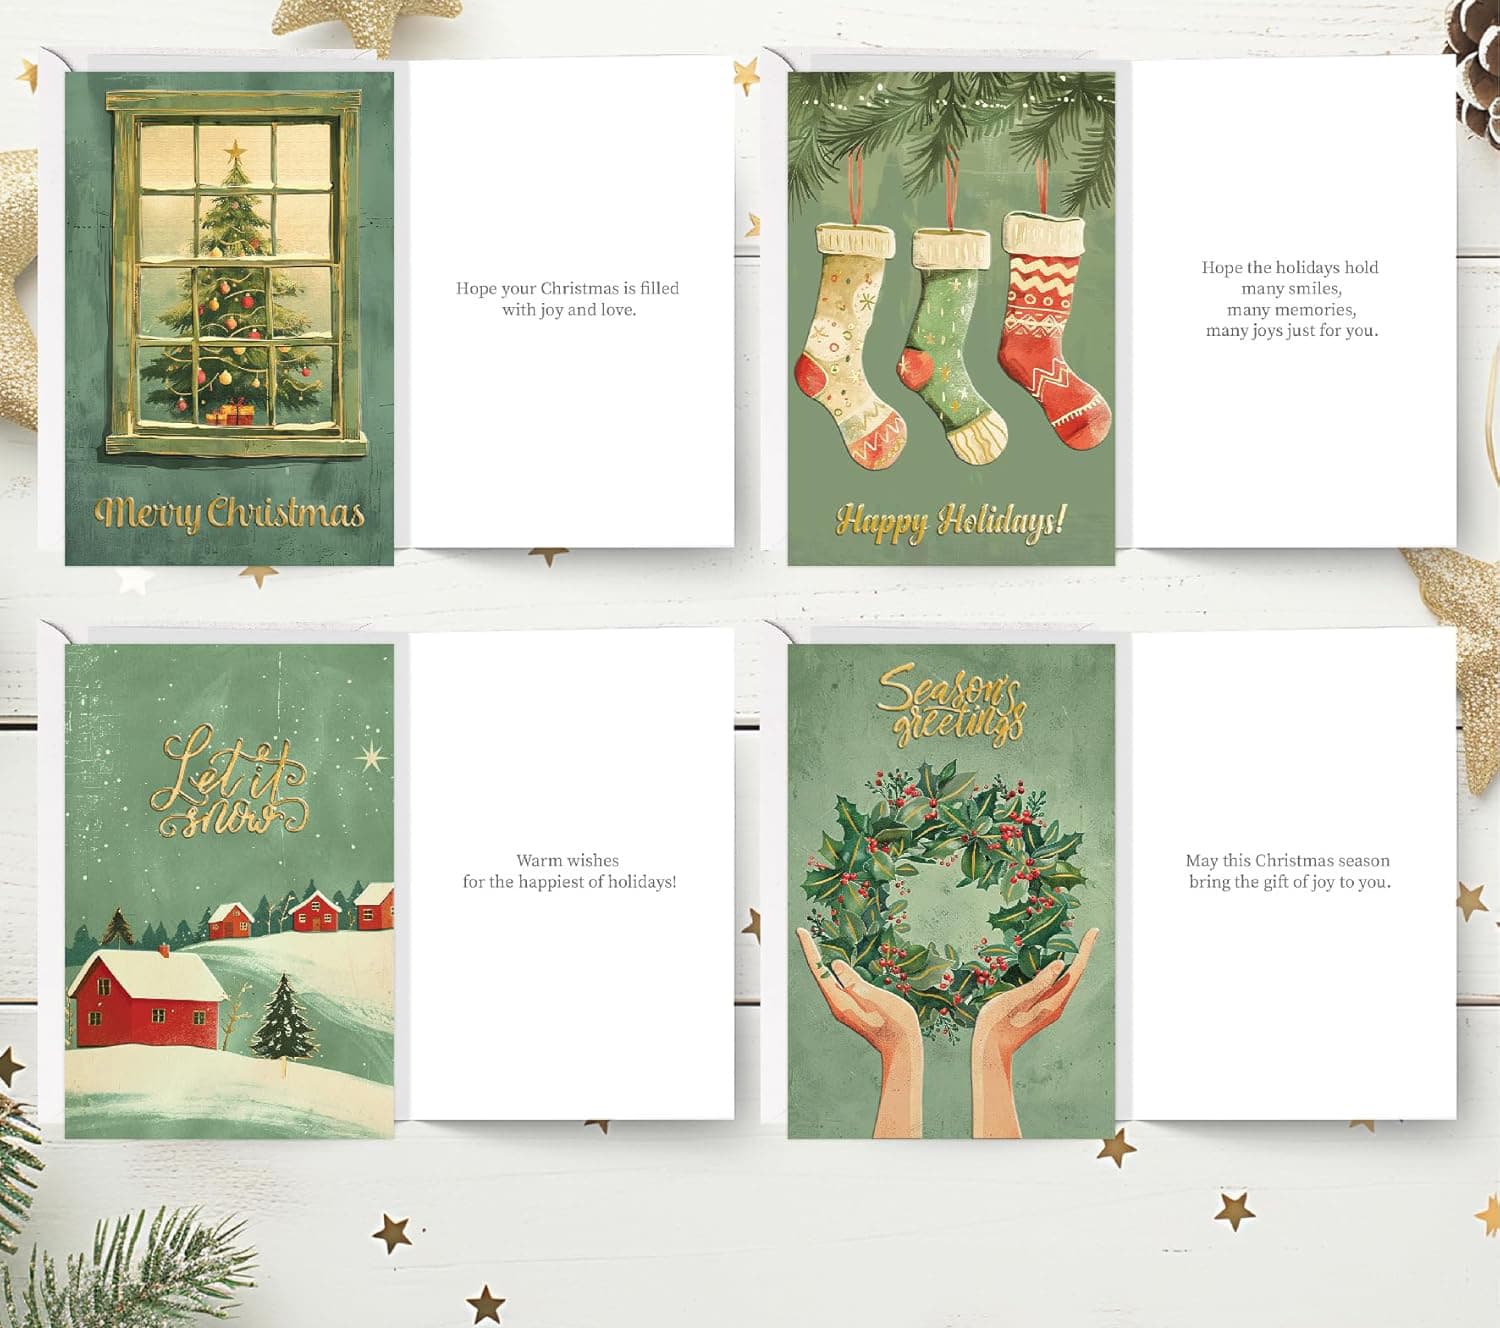 Merry Christmas
Hope your Christmas is filled
with joy and love.
Happy Holidays!
Hope the holidays hold
many smiles,
many memories,
many joys just for you.
Let it
snow
Warm wishes
for the happiest of holidays!
Season's
greetings
May this Christmas season
bring the gift of joy to you.